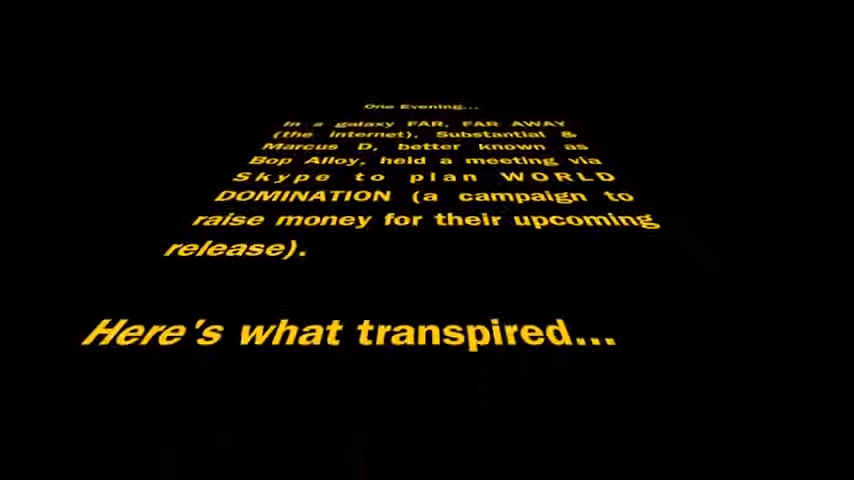 One Evening...
In a galaxy FAR, FAR AWAY
(the internet), Substantial &
Marcus D, better known as
Bop Alloy, held a meeting via
Skype to plan WORLD
DOMINATION (a campaign to
raise money for their upcoming
release).
Here's what transpired...